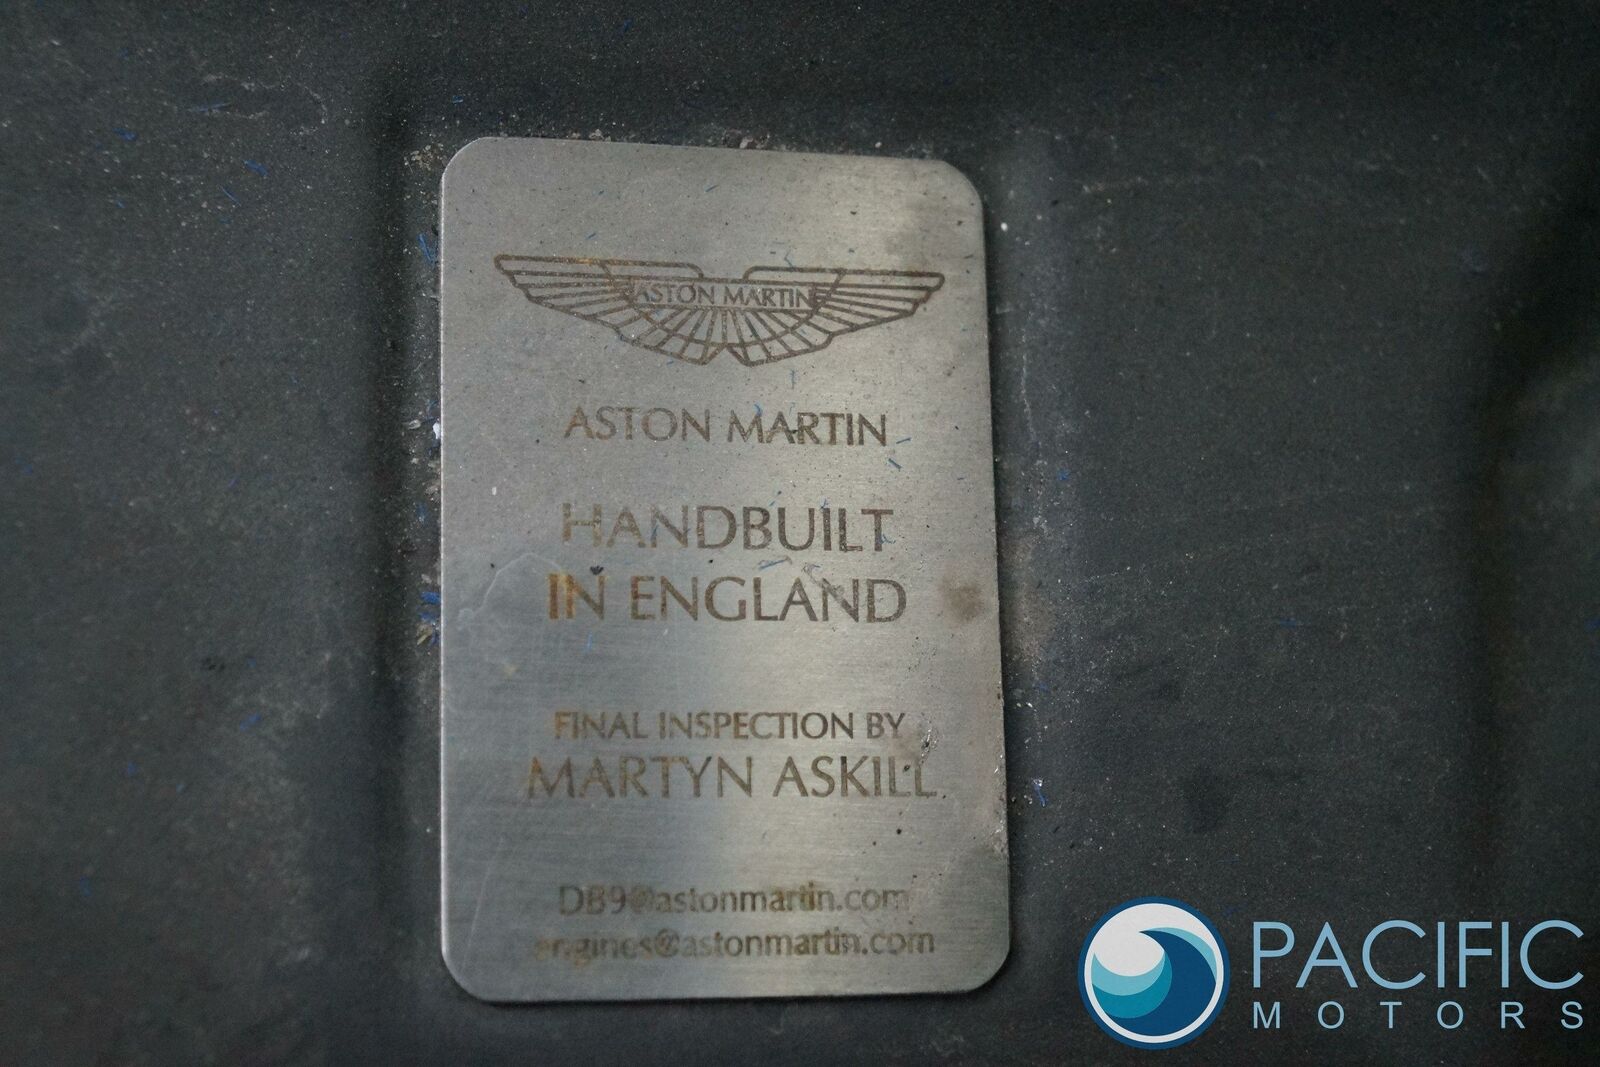 ASTON MARTIN
ASTON MARTIN
HANDBUILT
IN ENGLAND
FINAL INSPECTION BY
MARTYN ASKILL
DB9@astonmartin.com
engines@astonmartin.com
PACIFIC
MOTORS